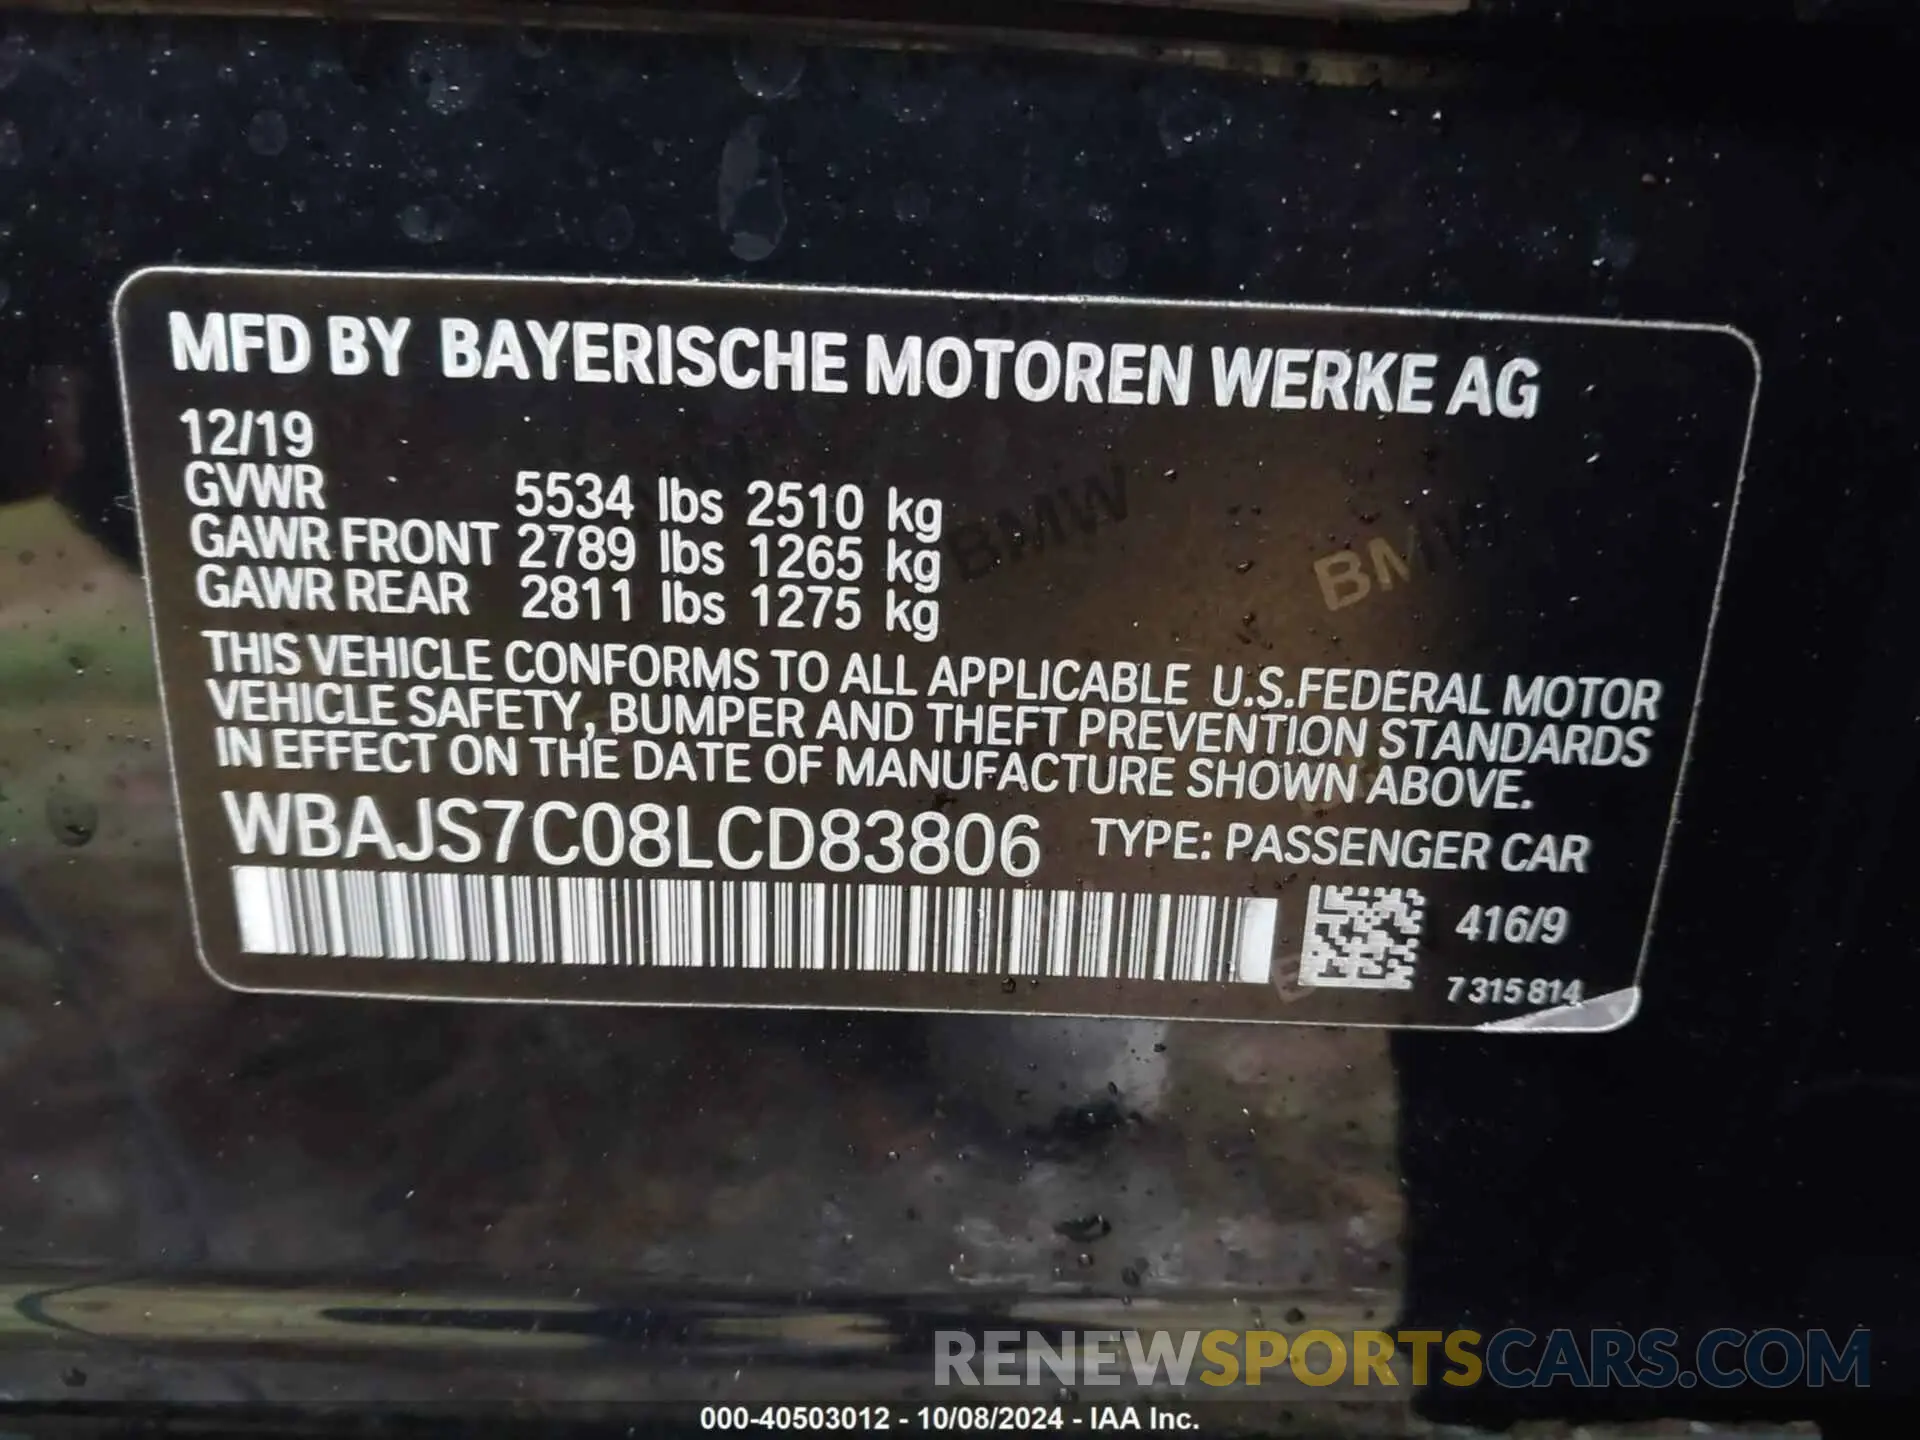 MFD BY BAYERISCHE MOTOREN WERKE AG
12/19
GVWR 5534 lbs 2510 kg
GAWR FRONT 2789 lbs 1265 kg
GAWR REAR 2811 lbs 1275 kg
THIS VEHICLE CONFORMS TO ALL APPLICABLE U.S.FEDERAL MOTOR
VEHICLE SAFETY, BUMPER AND THEFT PREVENTION STANDARDS
IN EFFECT ON THE DATE OF MANUFACTURE SHOWN ABOVE.
WBAJS7C08LCD83806 TYPE: PASSENGER CAR
416/9
7315814
BMW BMW
RENEWSPORTSCARS.COM
000-40503012 - 10/08/2024 - IAA Inc.